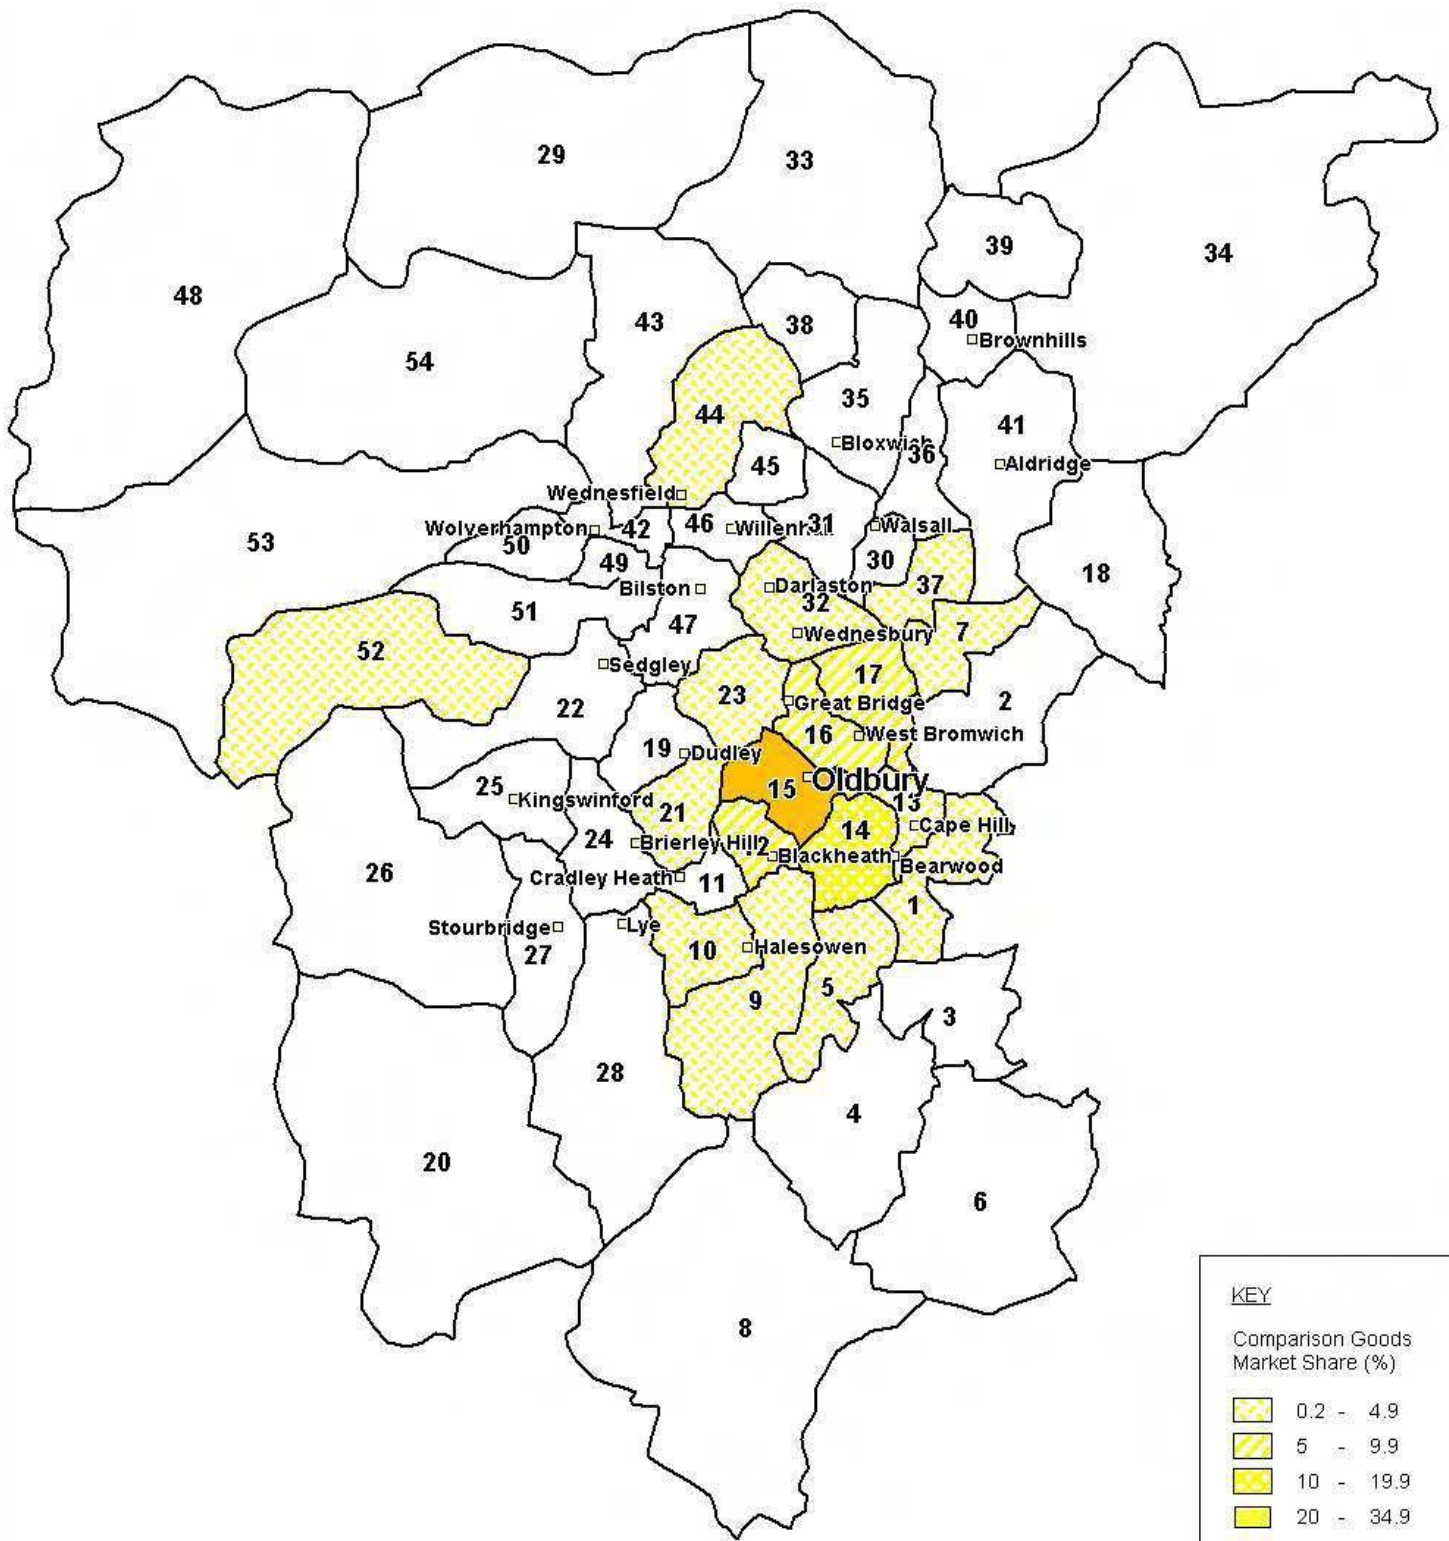 29
33
39
34
48
43
38
40
Brownhills
54
44
35
41
Bloxwich
36
45
Aldridge
Wednesfield
Wolverhampton
42
46
Willenhall
31
Walsall
53
50
49
30
18
Bilston
Darlaston
37
51
32
47
Wednesbury
7
52
Sedgley
17
23
Great Bridge
2
22
16
West Bromwich
19
Dudley
25
Kingswinford
15
Oldbury
21
13
Cape Hill
24
Brierley Hill
14
12
Blackheath
Bearwood
26
Cradley Heath
11
1
Stourbridge
Lye
27
10
Halesowen
9
5
3
28
4
20
6
8
KEY
Comparison Goods
Market Share (%)
0.2 - 4.9
5 - 9.9
10 - 19.9
20 - 34.9